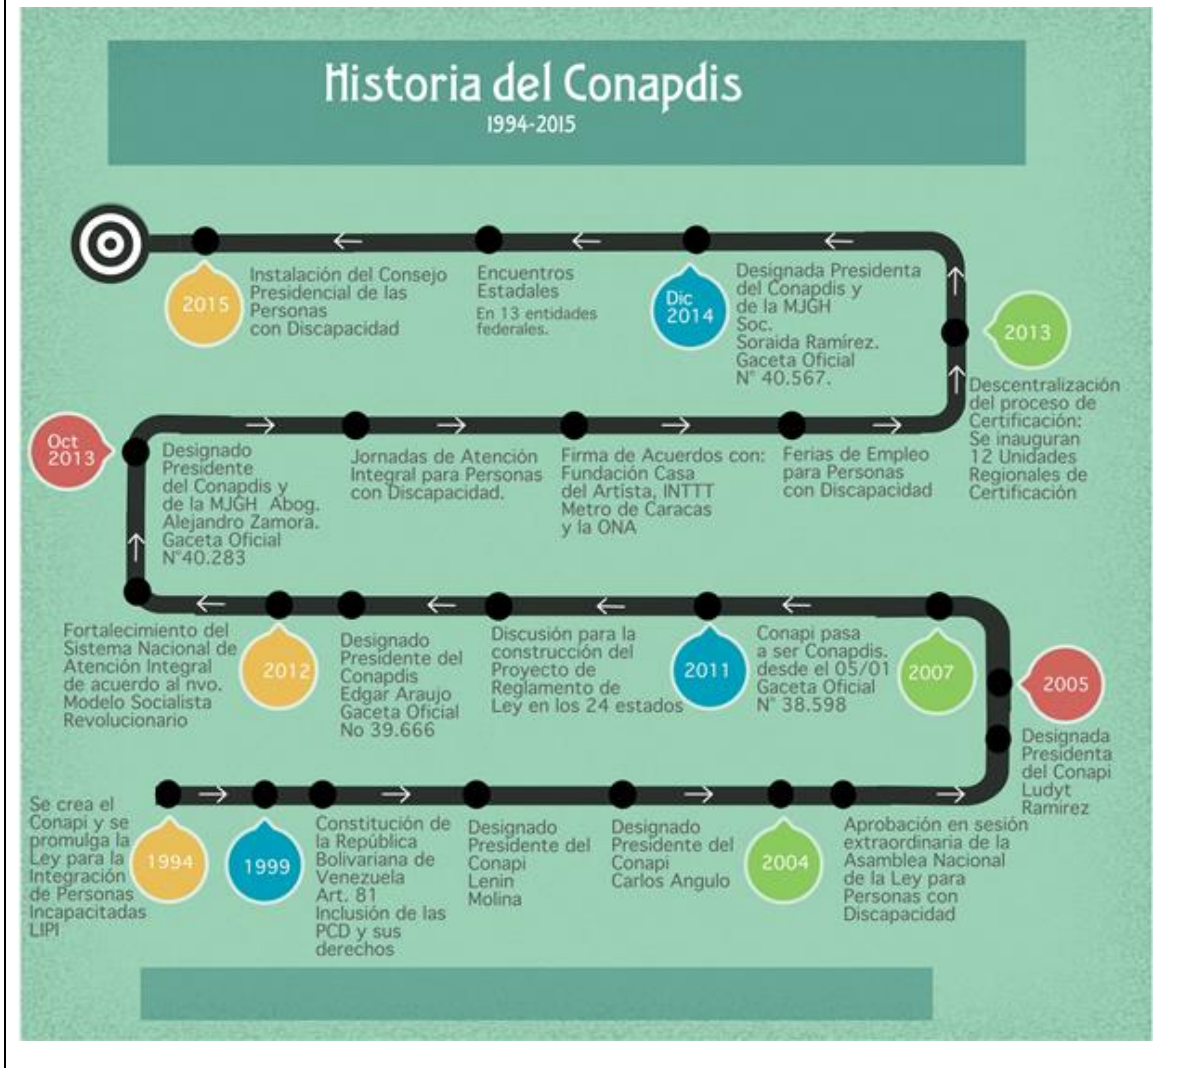 Historia del Conapdis
1994-2015
2015
Instalación del Consejo
Presidencial de las
Personas
con Discapacidad
Encuentros
Estadales
En 13 entidades
federales.
Dic
2014
Designada Presidenta
del Conapdis y
de la MJGH
Soc.
Soraida Ramírez.
Gaceta Oficial
N° 40.567.
2013
Descentralización
del proceso de
Certificación:
Se inauguran
12 Unidades
Regionales de
Certificación
Oct
2013
Designado
Presidente
del Conapdis y
de la MJGH Abog.
Alejandro Zamora.
Gaceta Oficial
N°40.283
Jornadas de Atención
Integral para Personas
con Discapacidad.
Firma de Acuerdos con:
Fundación Casa
del Artísta, INTTT
Metro de Caracas
y la ONA
Ferias de Empleo
para Personas
con Discapacidad
Fortalecimiento del
Sistema Nacional de
Atención Integral
de acuerdo al nvo.
Modelo Socialista
Revolucionario
2012
Designado
Presidente del
Conapdis
Edgar Araujo
Gaceta Oficial
No 39.666
Discusión para la
construcción del
Proyecto de
Reglamento de
Ley en los 24 estados
2011
Conapi pasa
a ser Conapdis.
desde el 05/01
Gaceta Oficial
N° 38.598
2007
2005
Designada
Presidenta
del Conapi
Ludyt
Ramirez
Se crea el
Conapi y se
promulga la
Ley para la
Integración
de Personas
Incapacitadas
LIPI
1994
1999
Constitución de
la República
Bolivariana de
Venezuela
Art. 81
Inclusión de las
PCD y sus
derechos
Designado
Presidente del
Conapi
Lenin
Molina
Designado
Presidente del
Conapi
Carlos Angulo
2004
Aprobación en sesión
extraordinaria de la
Asamblea Nacional
de la Ley para
Personas con
Discapacidad